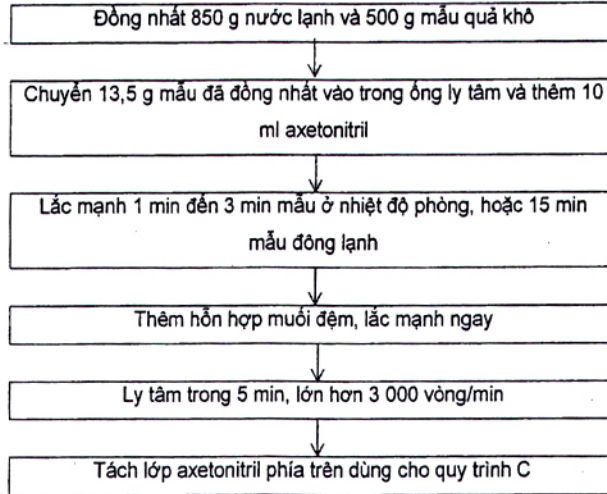 Đồng nhất 850 g nước lạnh và 500 g mẫu quả khô
Chuyển 13,5 g mẫu đã đồng nhất vào trong ống ly tâm và thêm 10
ml axetonitril
Lắc mạnh 1 min đến 3 min mẫu ở nhiệt độ phòng, hoặc 15 min
mẫu đông lạnh
Thêm hỗn hợp muối đệm, lắc mạnh ngay
Ly tâm trong 5 min, lớn hơn 3 000 vòng/min
Tách lớp axetonitril phía trên dùng cho quy trình C